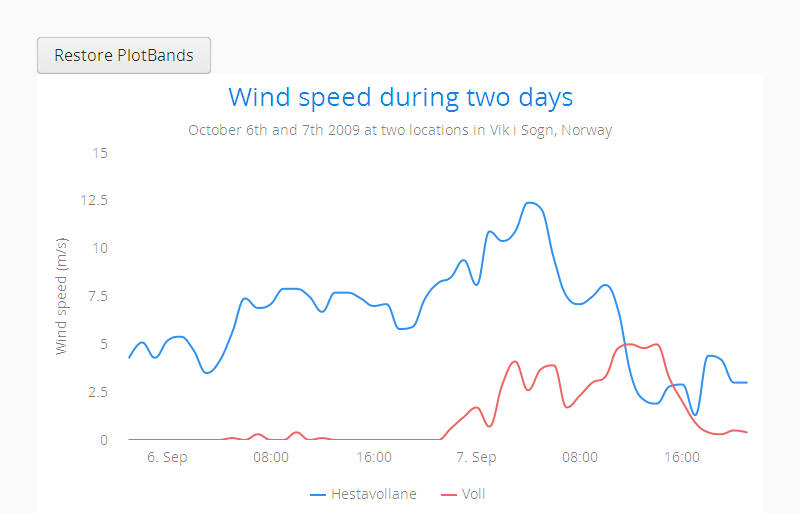 Restore PlotBands
Wind speed during two days
October 6th and 7th 2009 at two locations in Vik i Sogn, Norway
15
12.5
10
7.5
5
2.5
0
Wind speed (m/s)
6. Sep 08:00 16:00 7. Sep 08:00 16:00
Hestavollane Voll